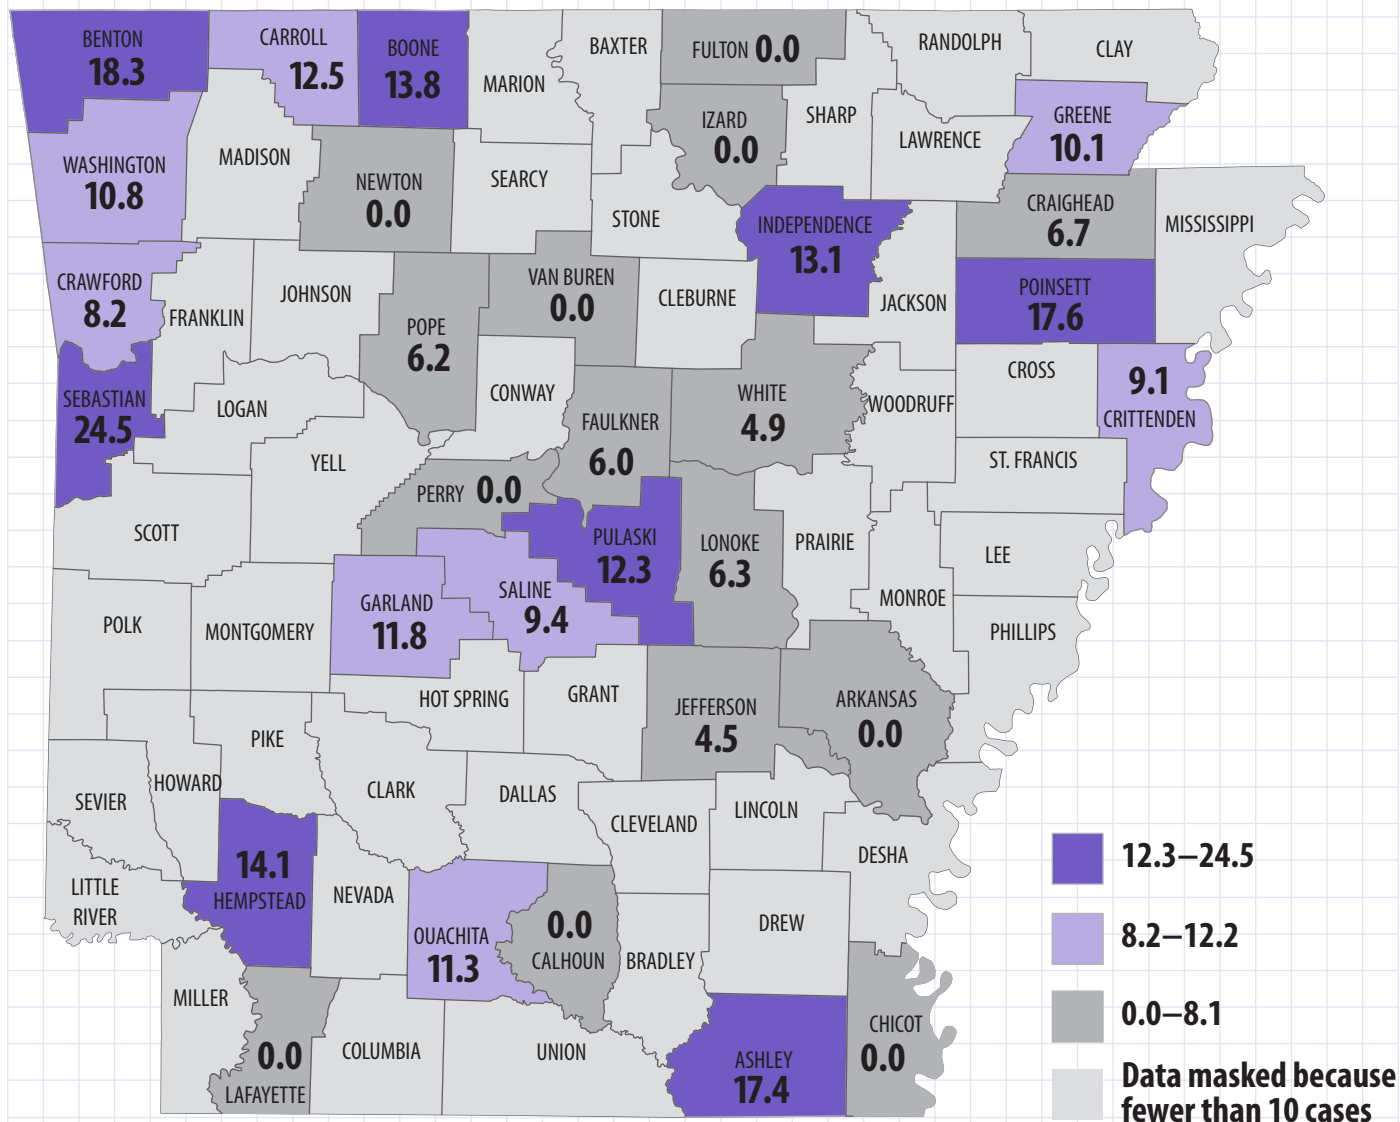 BENTON
18.3
CARROLL
12.5
BOONE
13.8
MARION
BAXTER
FULTON 0.0
RANDOLPH
CLAY
IZARD
0.0
SHARP
LAWRENCE
GREENE
10.1
WASHINGTON
10.8
MADISON
NEWTON
0.0
SEARCY
STONE
INDEPENDENCE
13.1
CRAIGHEAD
6.7
MISSISSIPPI
CRAWFORD
8.2
FRANKLIN
JOHNSON
POPE
6.2
VAN BUREN
0.0
CLEBURNE
JACKSON
POINSETT
17.6
SEBASTIAN
24.5
LOGAN
CONWAY
FAULKNER
6.0
WHITE
4.9
WOODRUFF
CROSS
9.1
CRITTENDEN
YELL
PERRY 0.0
ST. FRANCIS
SCOTT
PULASKI
12.3
LONOKE
6.3
PRAIRIE
LEE
POLK
MONTGOMERY
GARLAND
11.8
SALINE
9.4
MONROE
PHILLIPS
HOT SPRING
GRANT
JEFFERSON
4.5
ARKANSAS
0.0
PIKE
HOWARD
SEVIER
CLARK
DALLAS
CLEVELAND
LINCOLN
DESHA
LITTLE
RIVER
14.1
HEMPSTEAD
NEVADA
OUACHITA
11.3
0.0
CALHOUN
BRADLEY
DREW
MILLER
0.0
LAFAYETTE
COLUMBIA
UNION
ASHLEY
17.4
CHICOT
0.0
12.3–24.5
8.2–12.2
0.0–8.1
Data masked because
fewer than 10 cases